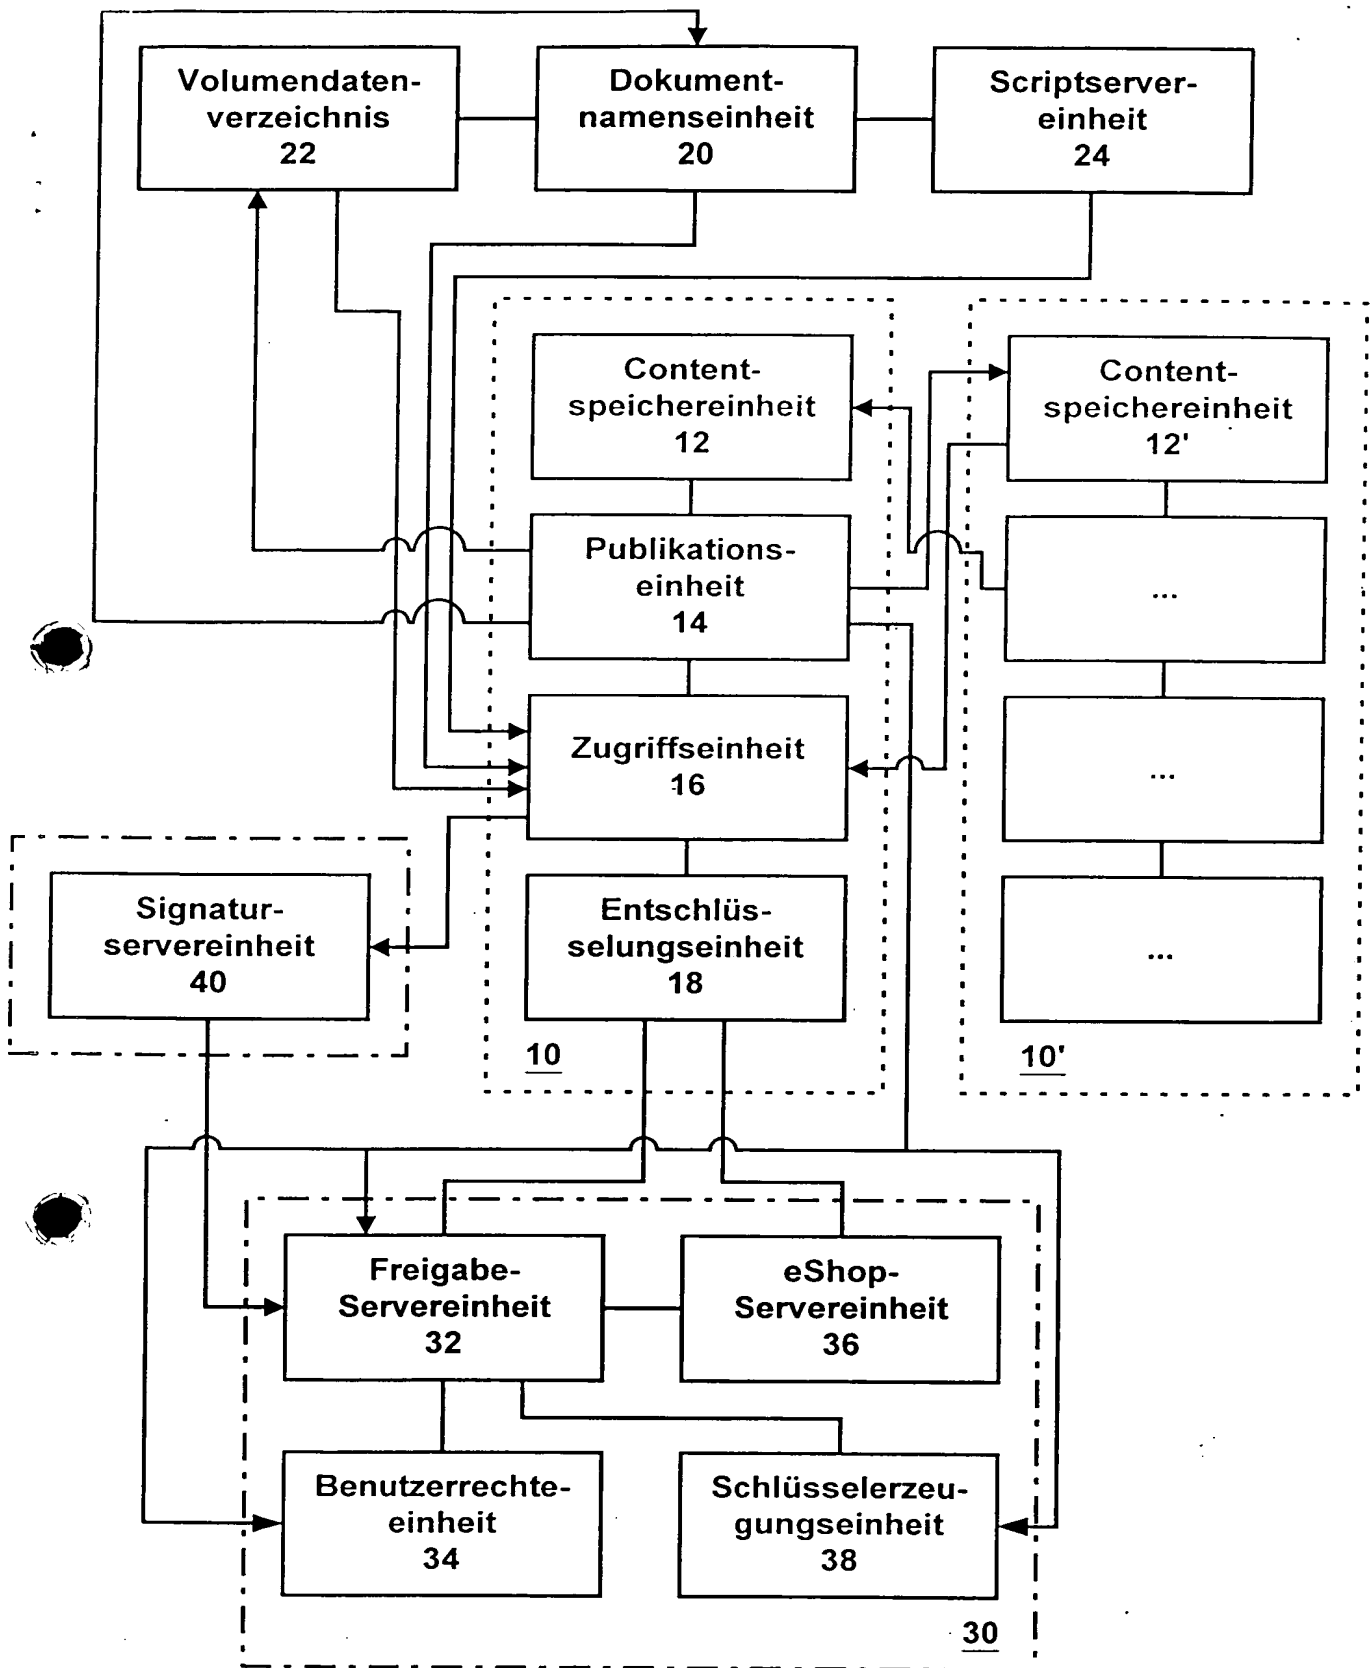 Volumendaten-
verzeichnis
22
Dokument-
namenseinheit
20
Scriptserver-
einheit
24
Content-
speichereinheit
12
Content-
speichereinheit
12'
Publikations-
einheit
14
...
Zugriffseinheit
16
...
Signatur-
servereinheit
40
Entschlüs-
selungseinheit
18
...
10
10'
Freigabe-
Servereinheit
32
eShop-
Servereinheit
36
Benutzerrechte-
einheit
34
Schlüsselerzeu-
gungseinheit
38
30